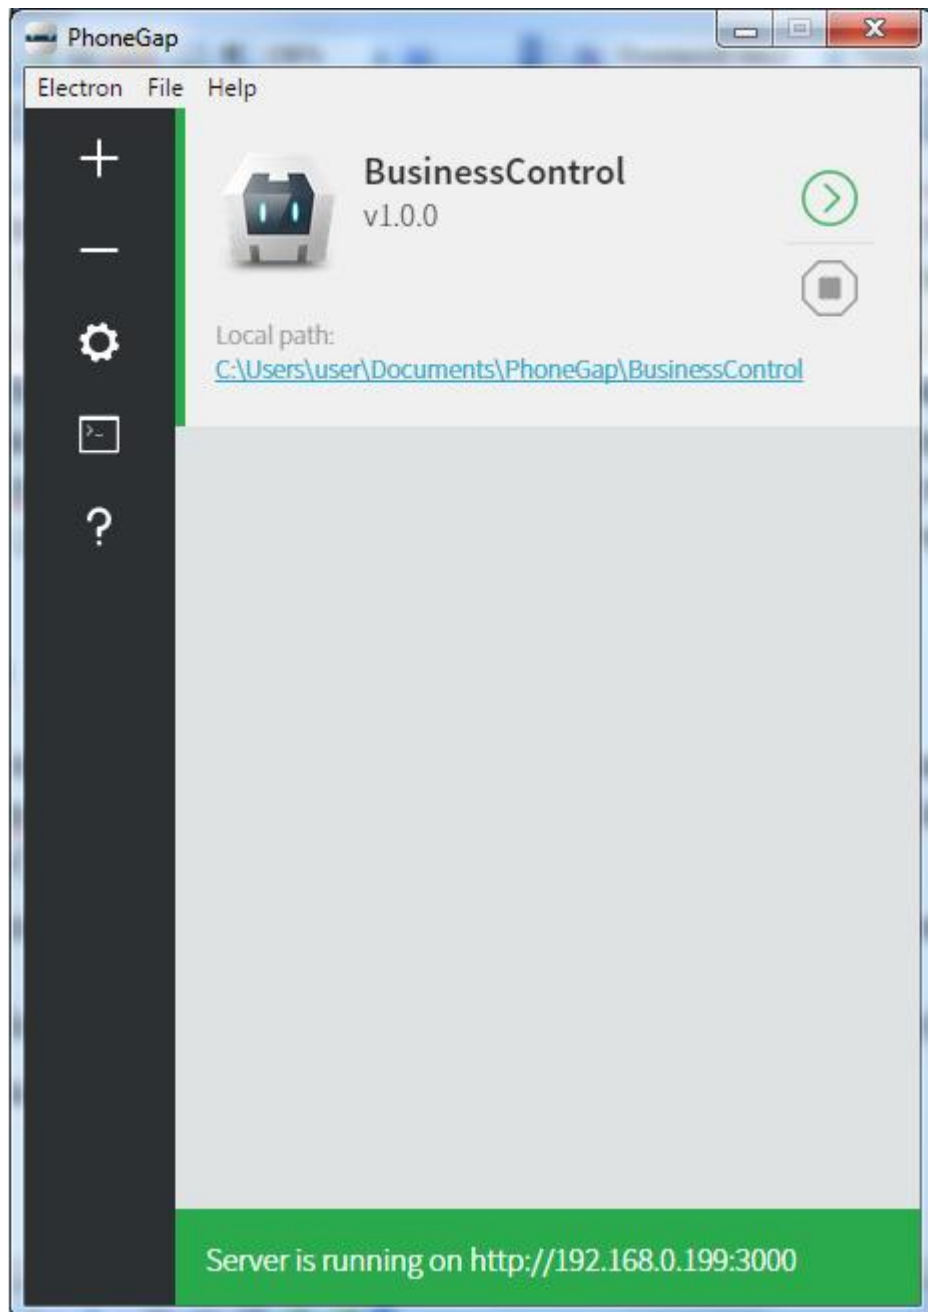 PhoneGap
Electron File Help
BusinessControl
v1.0.0
Local path:
C:\Users\user\Documents\PhoneGap\BusinessControl
?
Server is running on http://192.168.0.199:3000